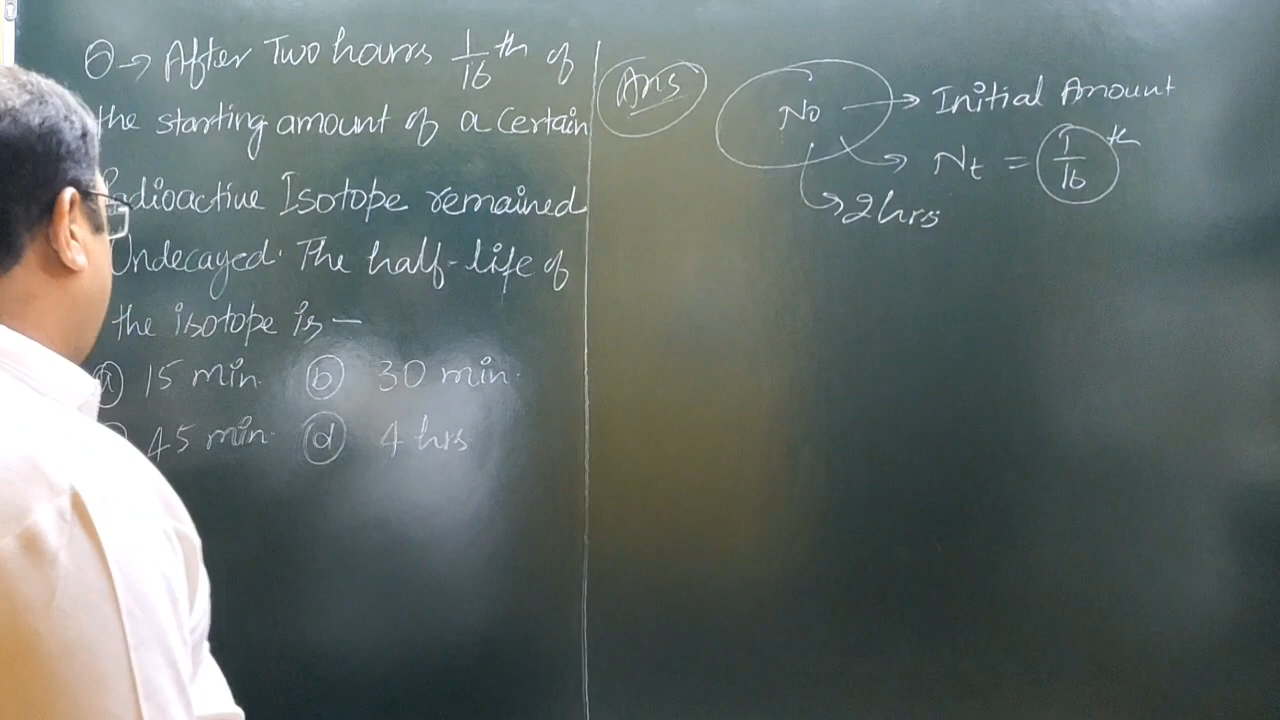 Q → After Two hours 1/16 th of
the starting amount of a certain
Radioactive Isotope remained
Undecayed. The half-life of
the isotope is —
(a) 15 min. (b) 30 min.
45 min. (d) 4 hrs
Ans
No → Initial Amount
→ Nt = 1/16 th
→ 2 hrs